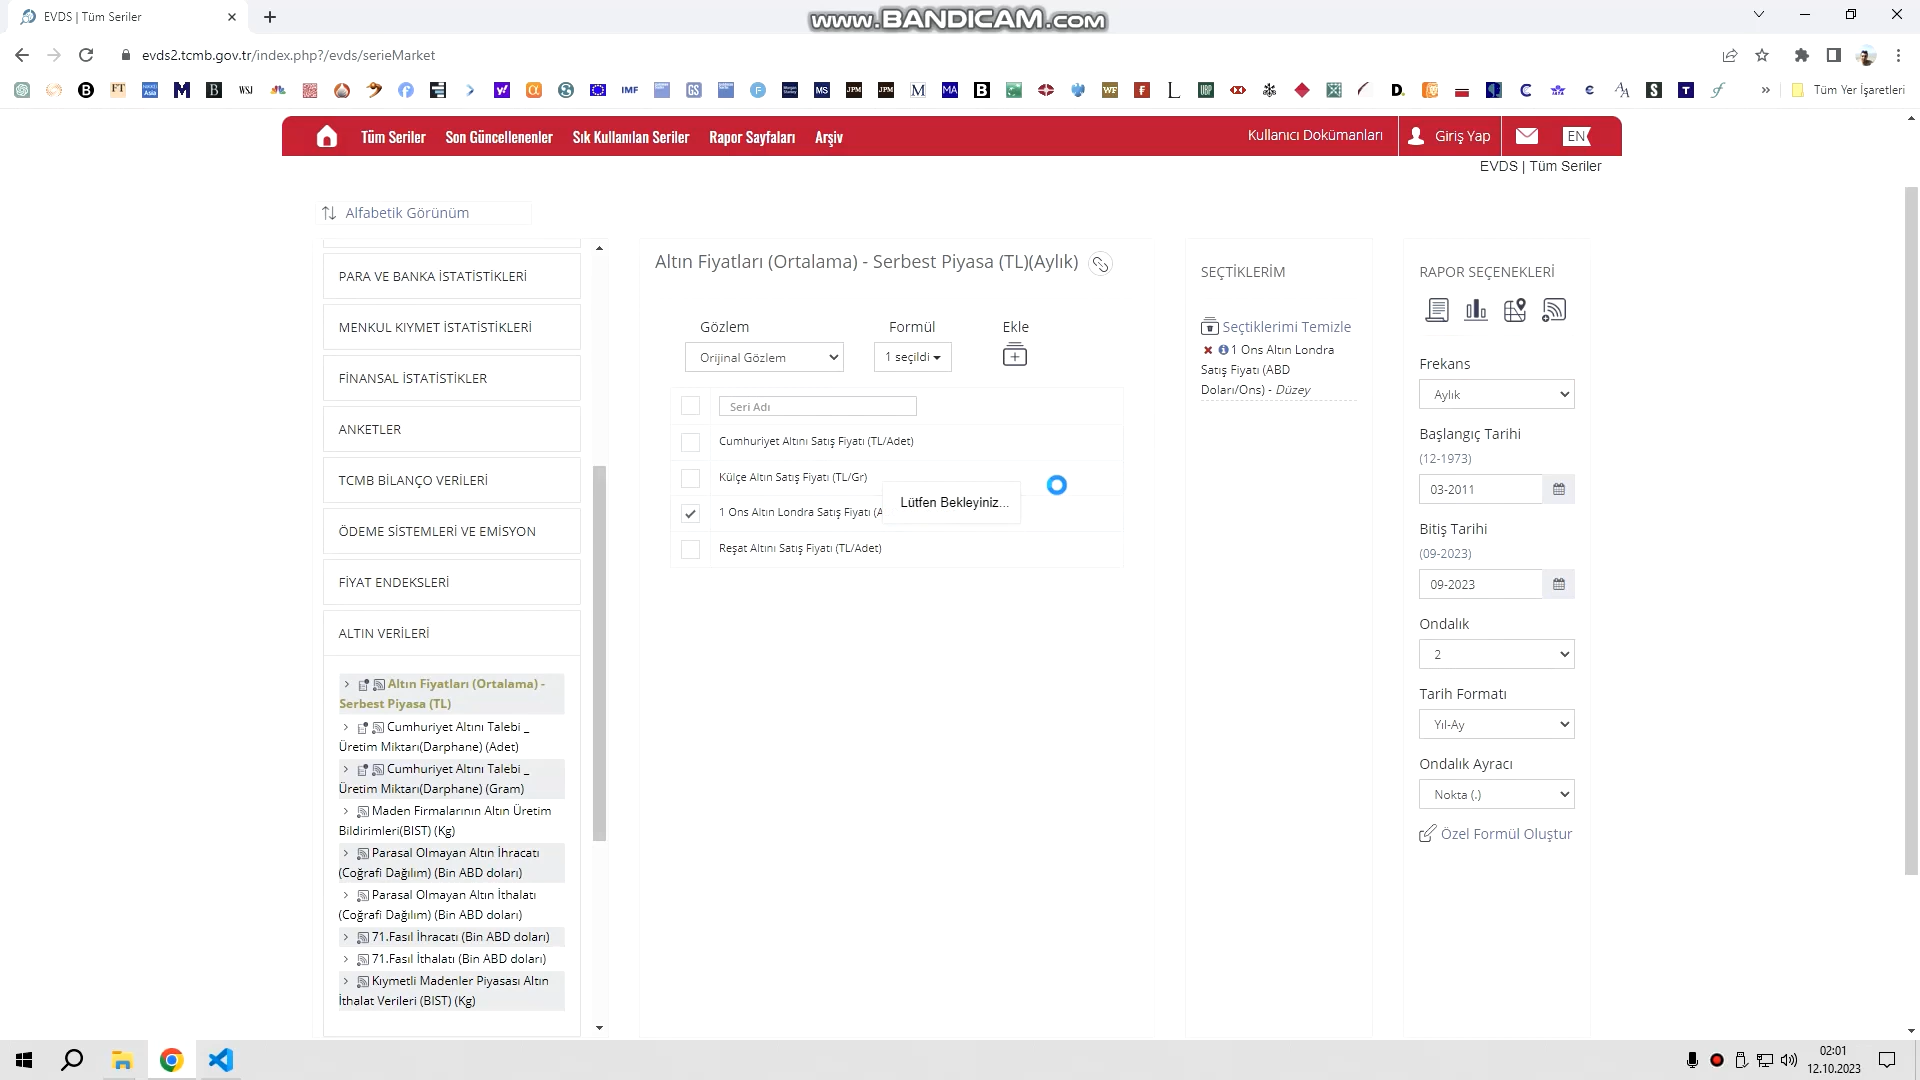 EVDS | Tüm Seriler
www.BANDICAM.com
evds2.tcmb.gov.tr/index.php?/evds/serieMarket
Tüm Yer İşaretleri
Tüm Seriler
Son Güncellenenler
Sık Kullanılan Seriler
Rapor Sayfaları
Arşiv
Kullanıcı Dokümanları
Giriş Yap
EN
EVDS | Tüm Seriler
Alfabetik Görünüm
PARA VE BANKA İSTATİSTİKLERİ
MENKUL KIYMET İSTATİSTİKLERİ
FİNANSAL İSTATİSTİKLER
ANKETLER
TCMB BİLANÇO VERİLERİ
ÖDEME SİSTEMLERİ VE EMİSYON
FİYAT ENDEKSLERİ
ALTIN VERİLERİ
Altın Fiyatları (Ortalama) -
Serbest Piyasa (TL)
Cumhuriyet Altını Talebi _
Üretim Miktarı(Darphane) (Adet)
Cumhuriyet Altını Talebi _
Üretim Miktarı(Darphane) (Gram)
Maden Firmalarının Altın Üretim
Bildirimleri(BIST) (Kg)
Parasal Olmayan Altın İhracatı
(Coğrafi Dağılım) (Bin ABD doları)
Parasal Olmayan Altın İthalatı
(Coğrafi Dağılım) (Bin ABD doları)
71.Fasıl İhracatı (Bin ABD doları)
71.Fasıl İthalatı (Bin ABD doları)
Kıymetli Madenler Piyasası Altın
İthalat Verileri (BIST) (Kg)
Altın Fiyatları (Ortalama) - Serbest Piyasa (TL)(Aylık)
Gözlem
Formül
Ekle
Orijinal Gözlem
1 seçildi
Seri Adı
Cumhuriyet Altını Satış Fiyatı (TL/Adet)
Külçe Altın Satış Fiyatı (TL/Gr)
1 Ons Altın Londra Satış Fiyatı (A
Lütfen Bekleyiniz...
Reşat Altını Satış Fiyatı (TL/Adet)
SEÇTİKLERİM
Seçtiklerimi Temizle
1 Ons Altın Londra
Satış Fiyatı (ABD
Doları/Ons) - Düzey
RAPOR SEÇENEKLERİ
Frekans
Aylık
Başlangıç Tarihi
(12-1973)
03-2011
Bitiş Tarihi
(09-2023)
09-2023
Ondalık
2
Tarih Formatı
Yıl-Ay
Ondalık Ayracı
Nokta (.)
Özel Formül Oluştur
02:01
12.10.2023